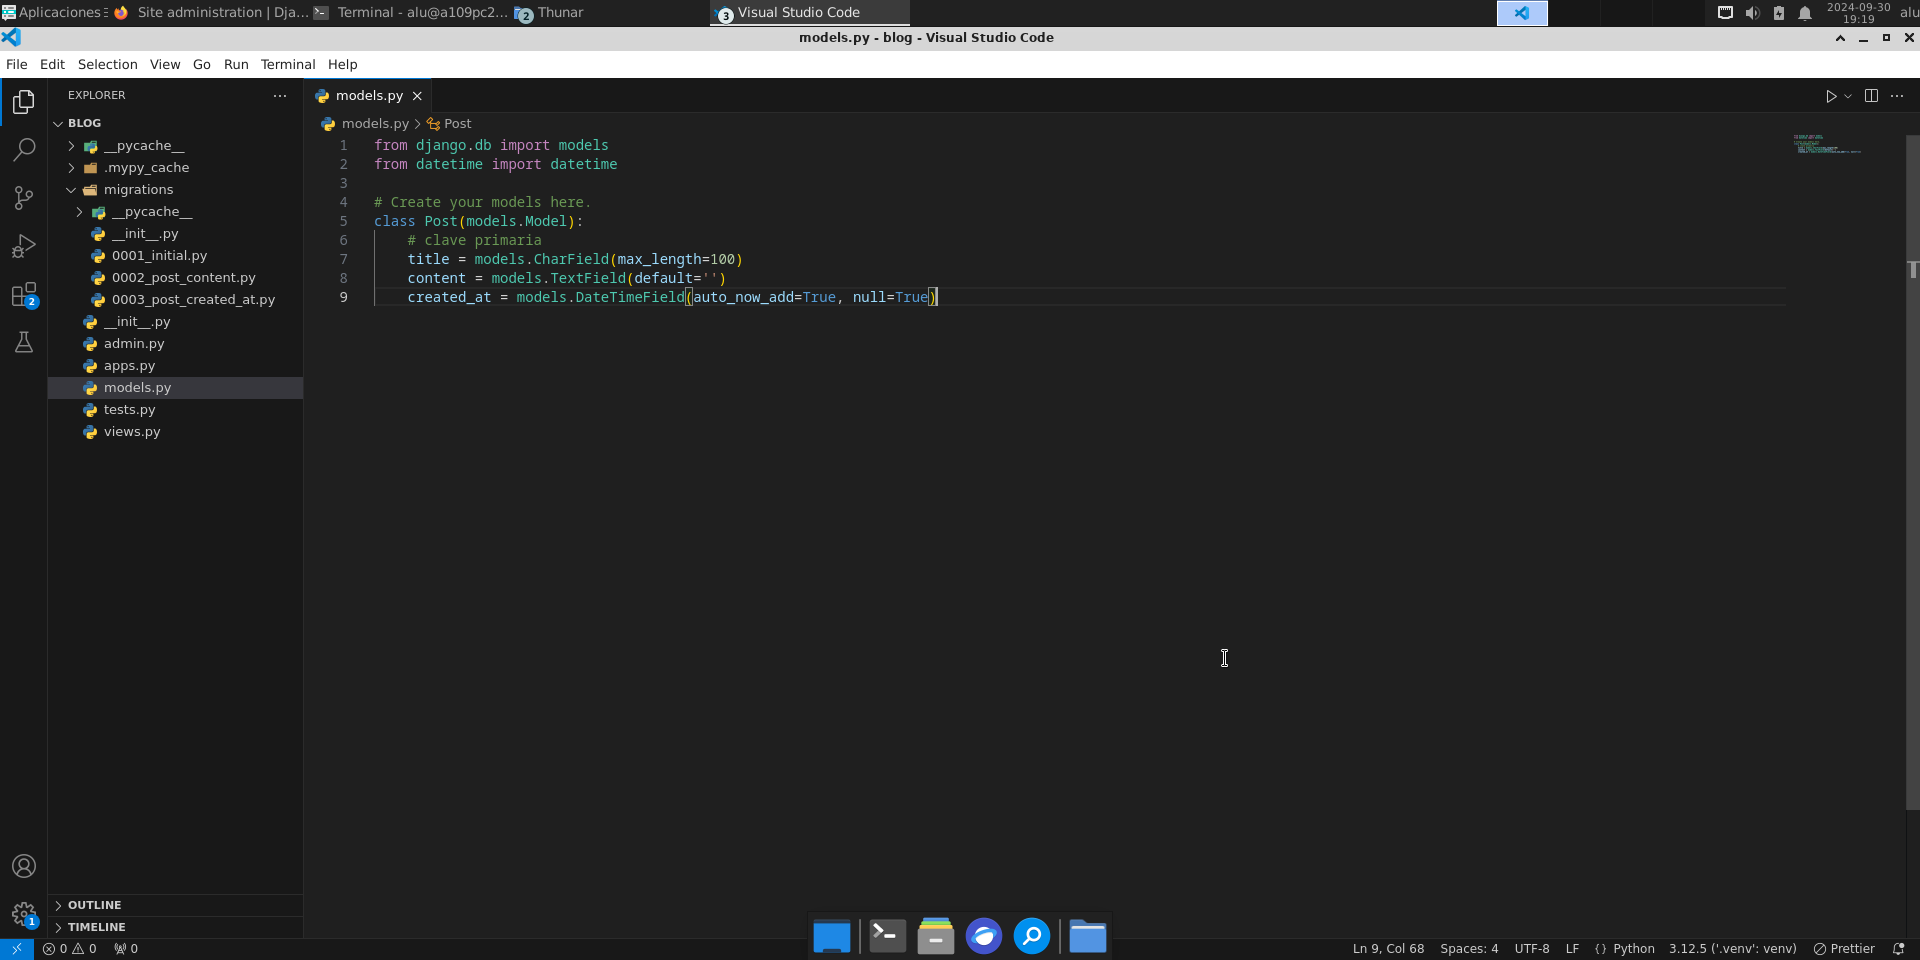 Aplicaciones
Site administration | Dja...
Terminal - alu@a109pc2...
2
Thunar
3
Visual Studio Code
2024-09-30
19:19
alu
models.py - blog - Visual Studio Code
File Edit Selection View Go Run Terminal Help
EXPLORER
models.py
BLOG
models.py > Post
__pycache__
.mypy_cache
migrations
__pycache__
__init__.py
0001_initial.py
0002_post_content.py
0003_post_created_at.py
__init__.py
admin.py
apps.py
models.py
tests.py
views.py
2
1 from django.db import models
2 from datetime import datetime
3
4 # Create your models here.
5 class Post(models.Model):
6 # clave primaria
7 title = models.CharField(max_length=100)
8 content = models.TextField(default='')
9 created_at = models.DateTimeField(auto_now_add=True, null=True)
OUTLINE
TIMELINE
1
0 0 0
Ln 9, Col 68 Spaces: 4 UTF-8 LF {} Python 3.12.5 ('.venv': venv) Prettier